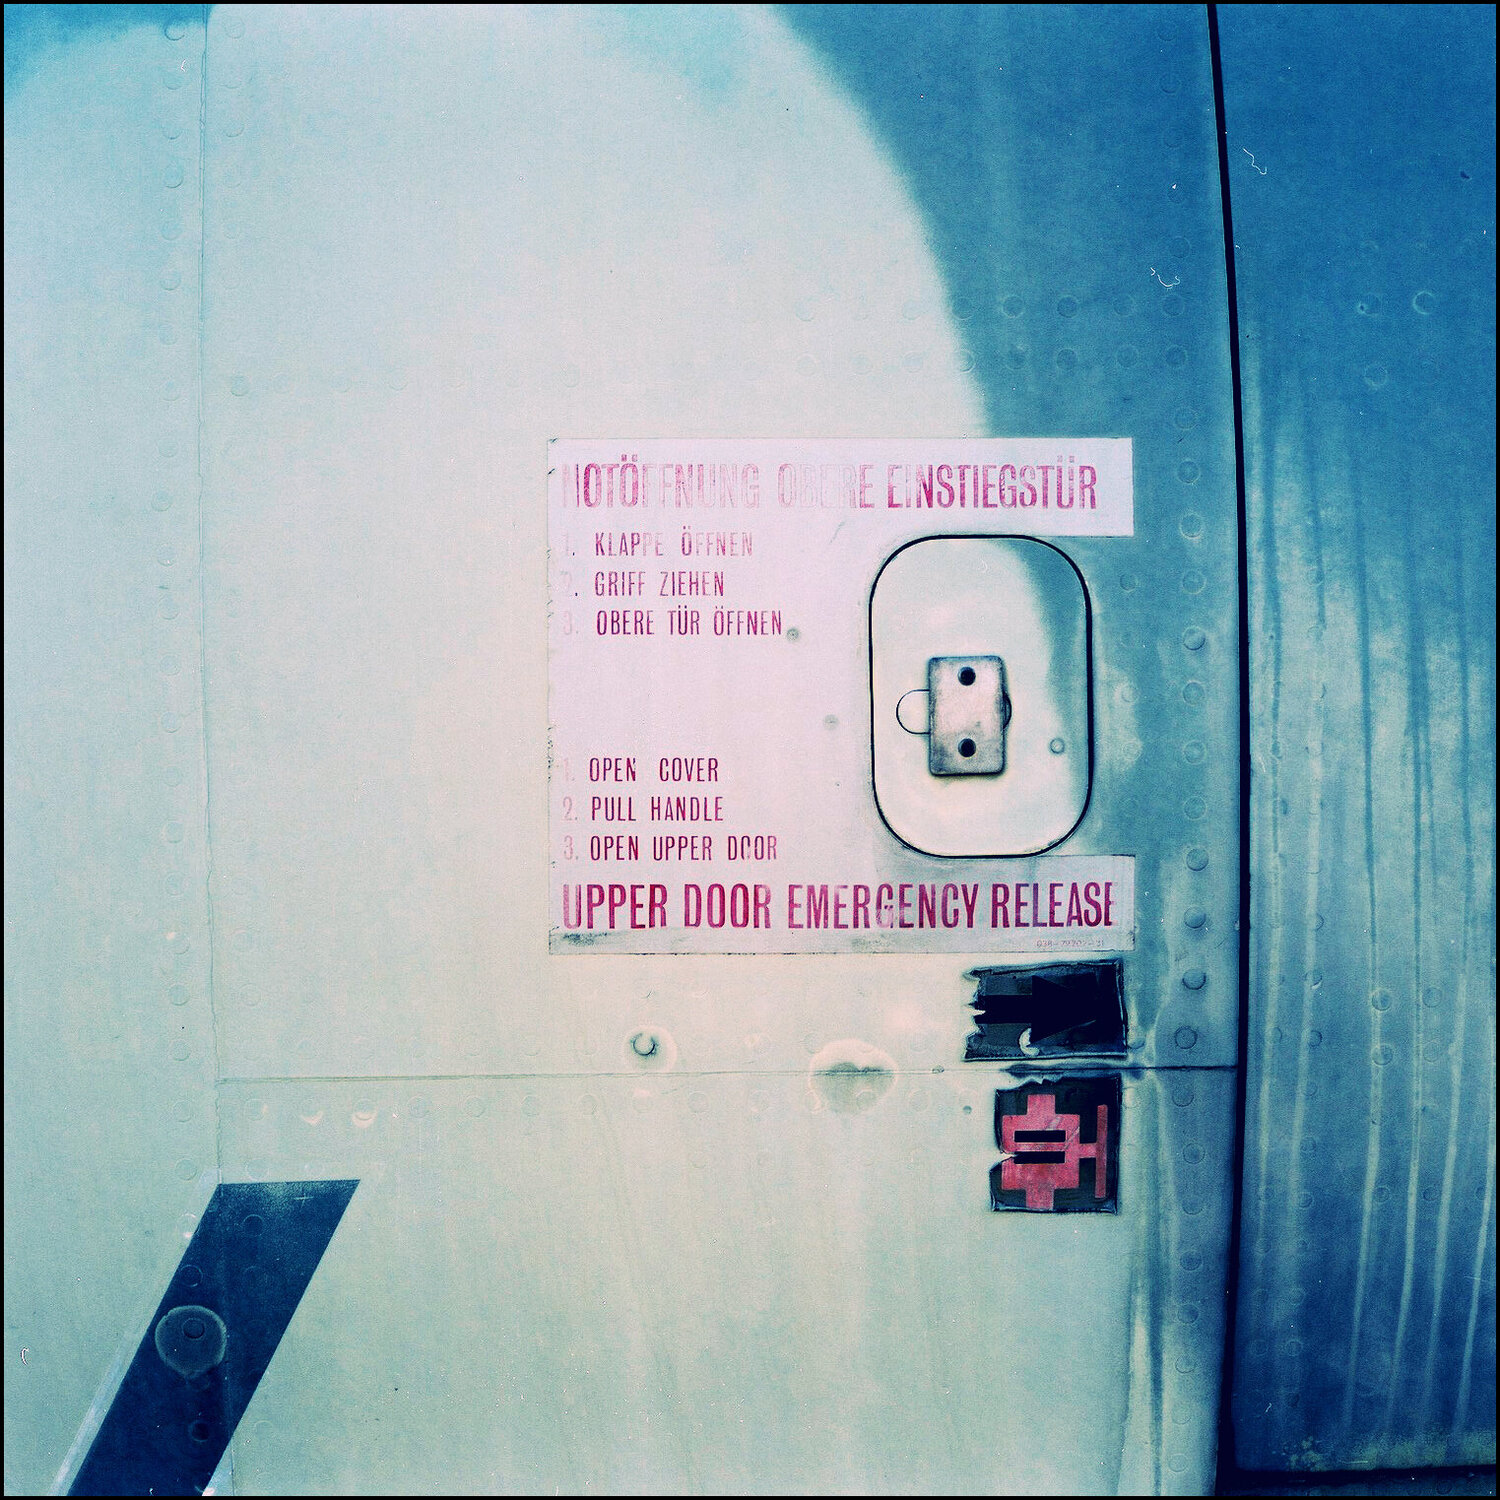 NOTÖFFNUNG OBERE EINSTIEGSTÜR
1. KLAPPE ÖFFNEN
2. GRIFF ZIEHEN
3. OBERE TÜR ÖFFNEN
1. OPEN COVER
2. PULL HANDLE
3. OPEN UPPER DOOR
UPPER DOOR EMERGENCY RELEASE